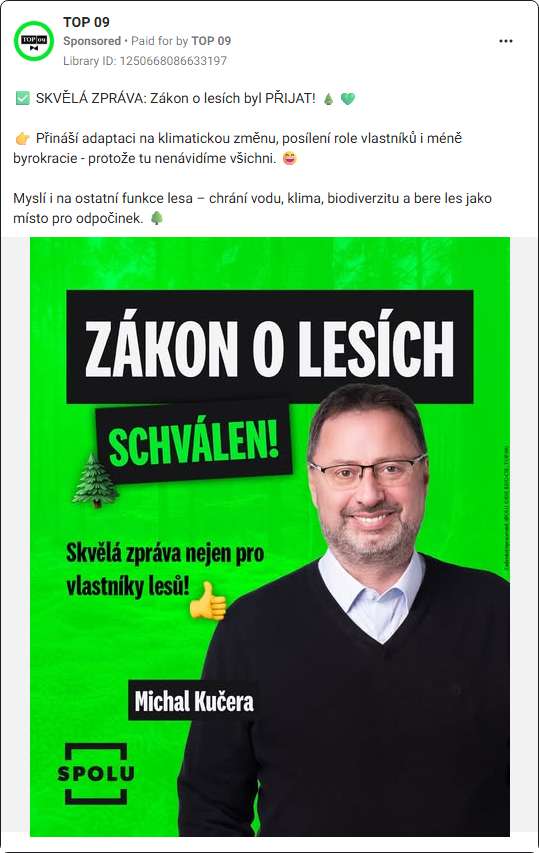 TOP 09
Sponsored • Paid for by TOP 09
Library ID: 1250668086633197
✅ SKVĚLÁ ZPRÁVA: Zákon o lesích byl PŘIJAT! 🌲 💚
👉 Přináší adaptaci na klimatickou změnu, posílení role vlastníků i méně
byrokracie - protože tu nenávidíme všichni. 😄
Myslí i na ostatní funkce lesa – chrání vodu, klima, biodiverzitu a bere les jako
místo pro odpočinek. 🌳
ZÁKON O LESÍCH
SCHVÁLEN!
Skvělá zpráva nejen pro
vlastníky lesů!
Michal Kučera
SPOLU